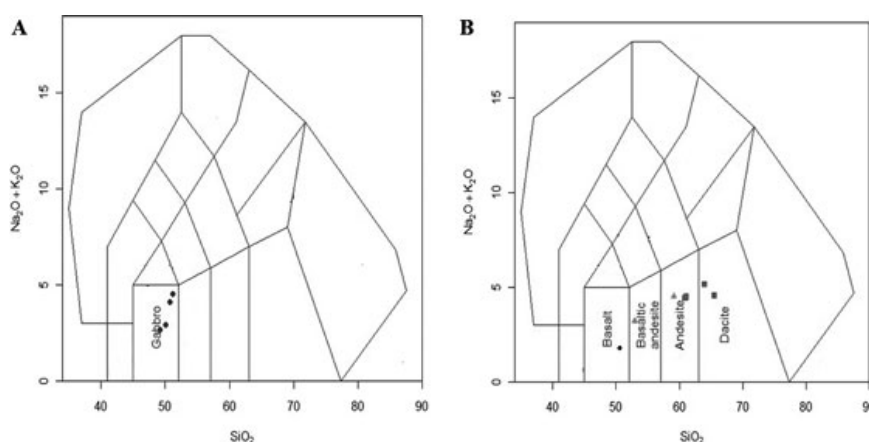 A
Na₂O + K₂O
15
10
5
0
Gabbro
40 50 60 70 80 90
SiO₂
B
Na₂O + K₂O
15
10
5
0
Basalt
Basaltic
andesite
Andesite
Dacite
40 50 60 70 80 90
SiO₂